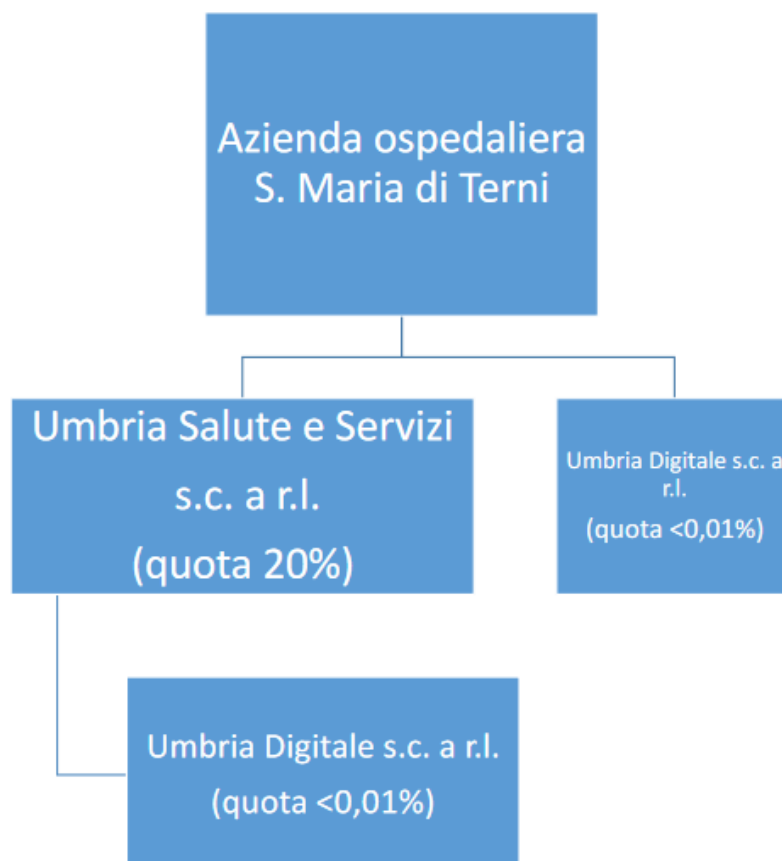 Azienda ospedaliera
S. Maria di Terni
Umbria Salute e Servizi
s.c. a r.l.
(quota 20%)
Umbria Digitale s.c. a
r.l.
(quota <0,01%)
Umbria Digitale s.c. a r.l.
(quota <0,01%)